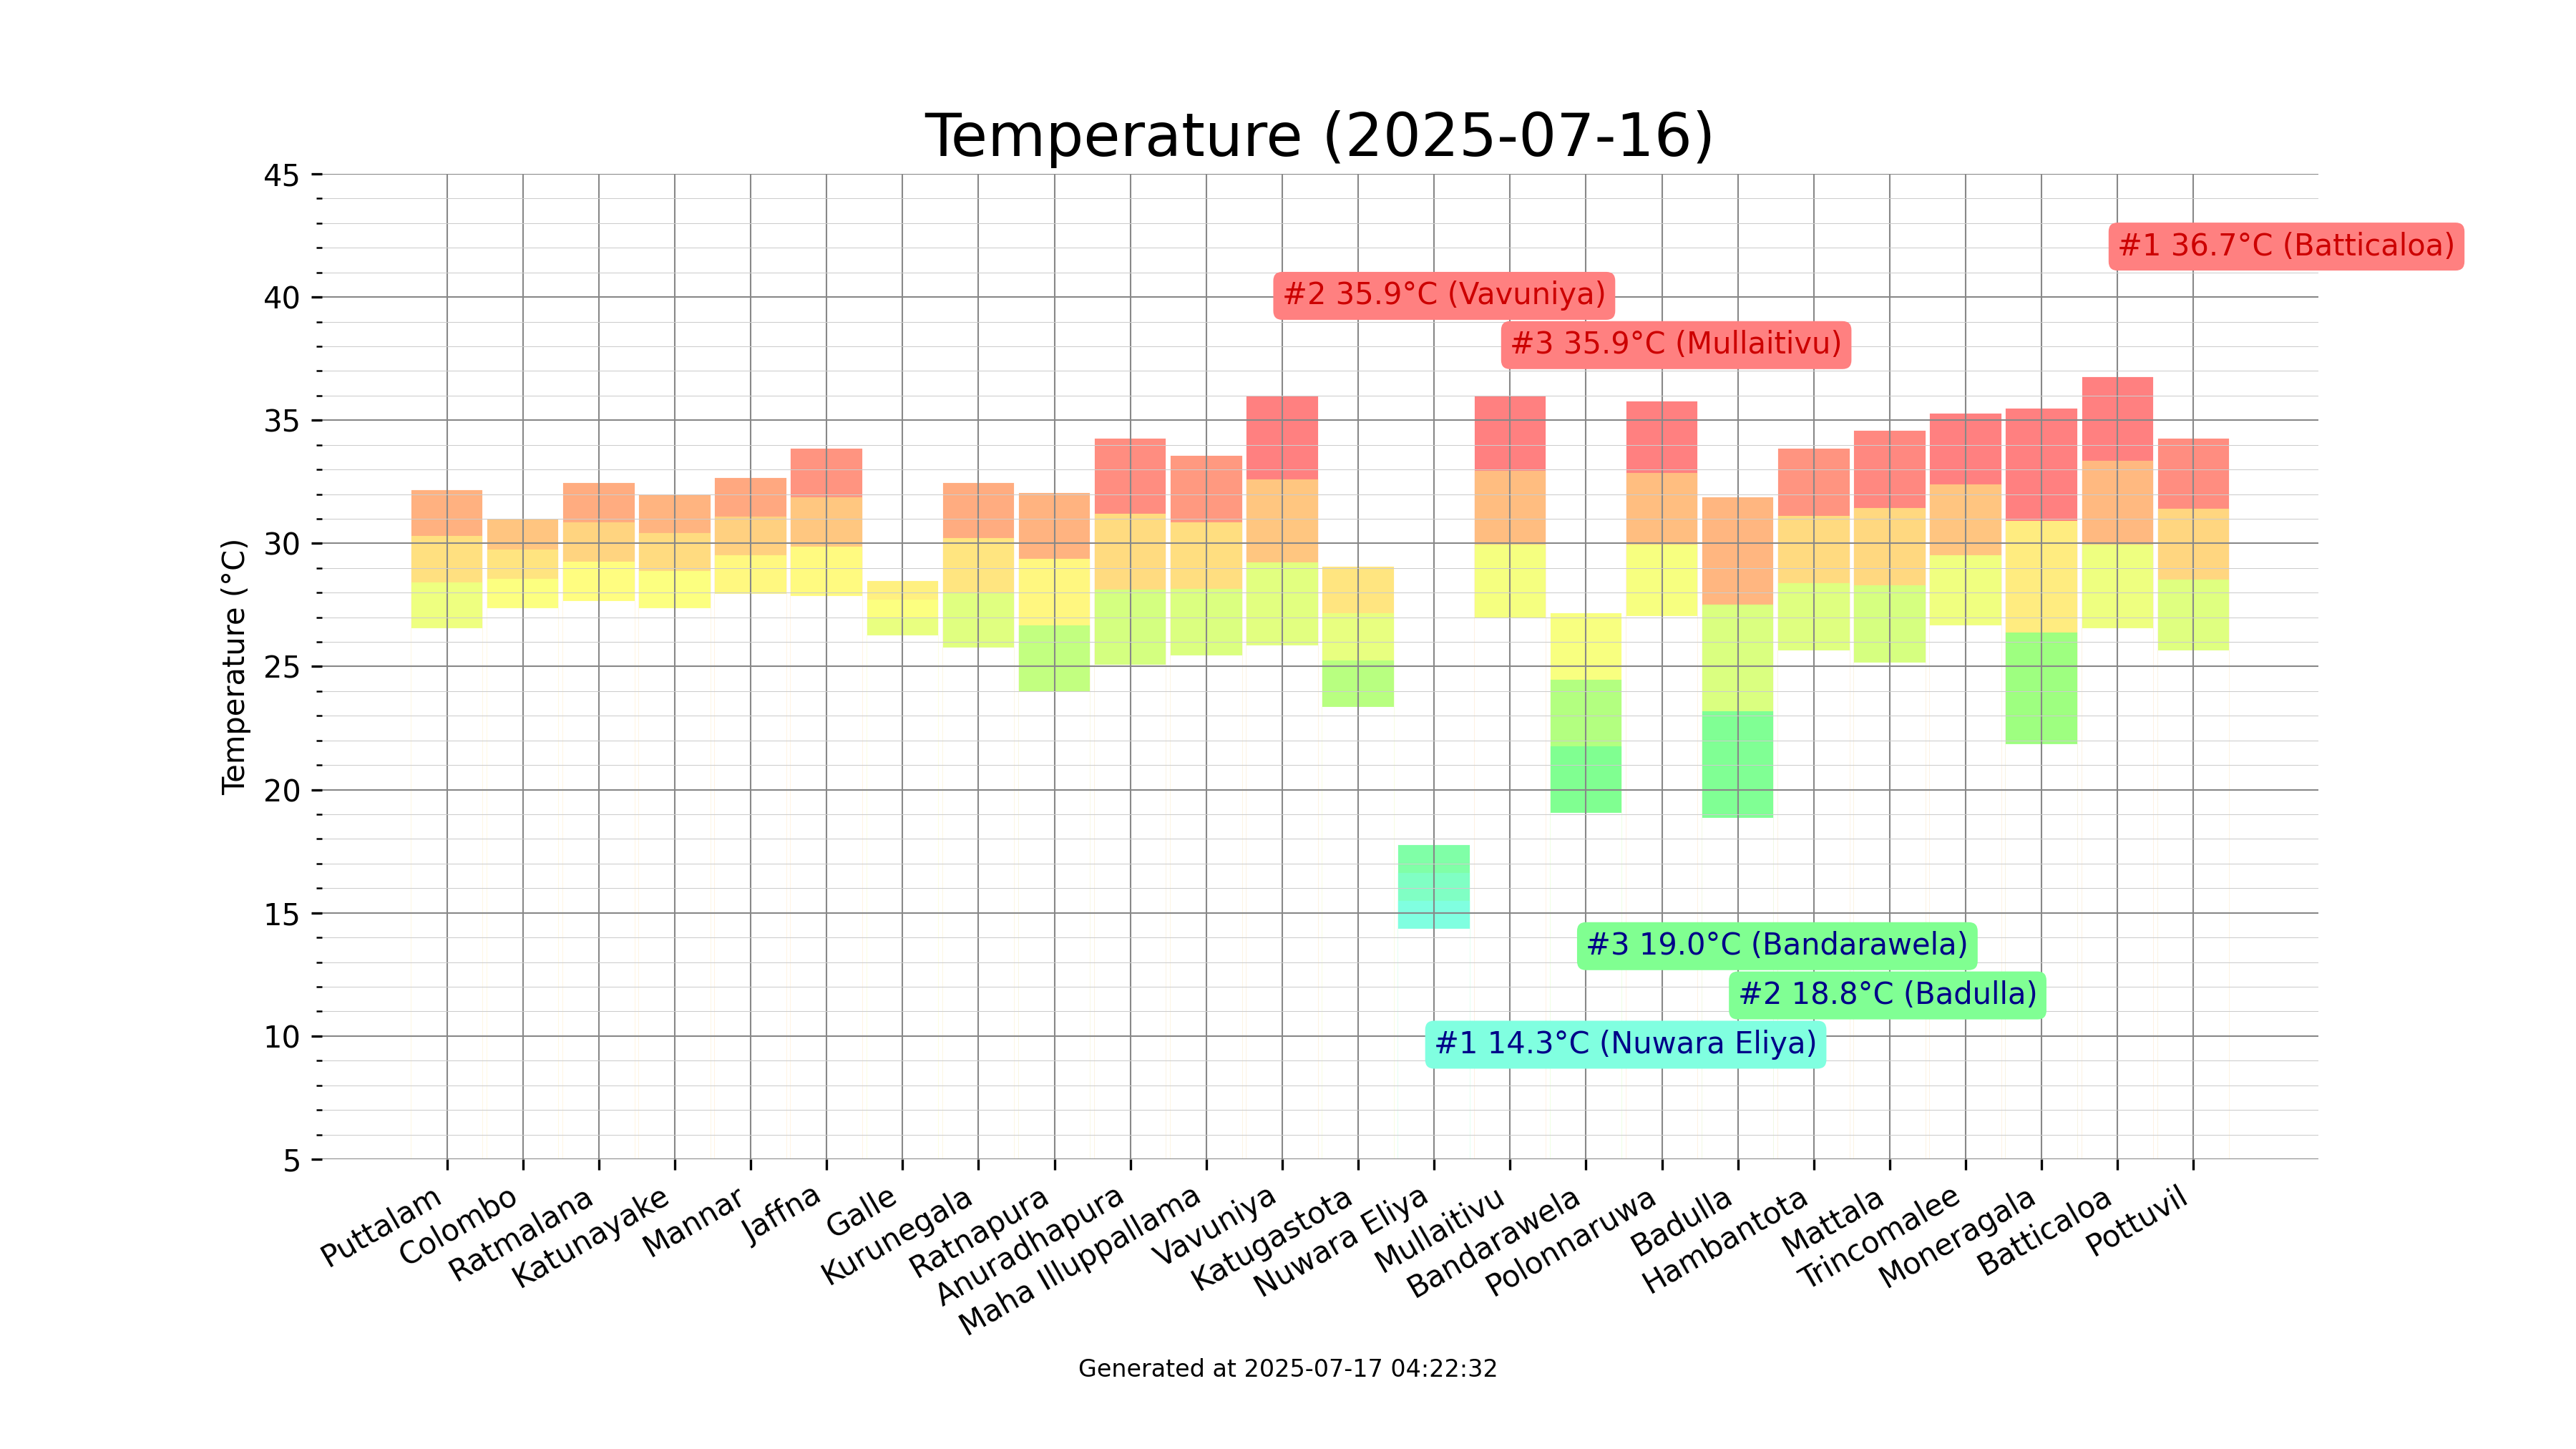 Temperature (2025-07-16)
45
40
35
30
25
20
15
10
5
Temperature (°C)
#1 36.7°C (Batticaloa)
#2 35.9°C (Vavuniya)
#3 35.9°C (Mullaitivu)
#3 19.0°C (Bandarawela)
#2 18.8°C (Badulla)
#1 14.3°C (Nuwara Eliya)
Puttalam
Colombo
Ratmalana
Katunayake
Mannar
Jaffna
Galle
Kurunegala
Ratnapura
Anuradhapura
Maha Illuppallama
Vavuniya
Katugastota
Nuwara Eliya
Mullaitivu
Bandarawela
Polonnaruwa
Badulla
Hambantota
Mattala
Trincomalee
Moneragala
Batticaloa
Pottuvil
Generated at 2025-07-17 04:22:32